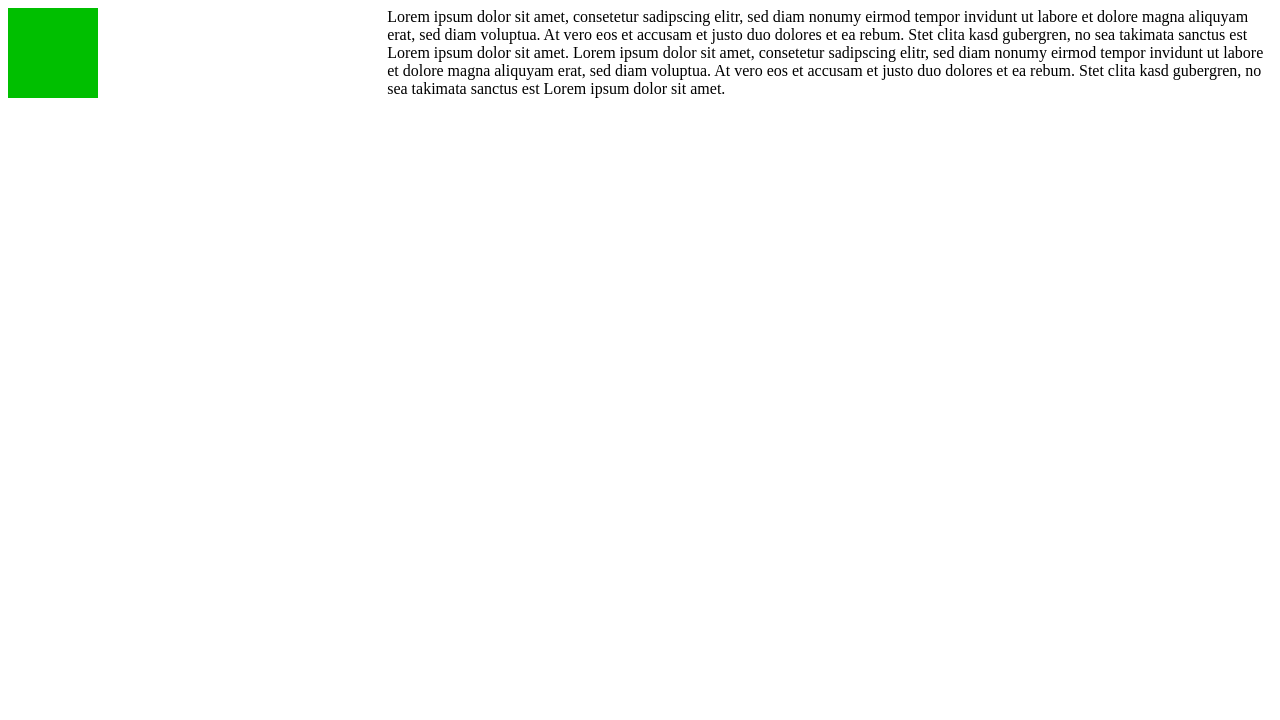 Lorem ipsum dolor sit amet, consetetur sadipscing elitr, sed diam nonumy eirmod tempor invidunt ut labore et dolore magna aliquyam
erat, sed diam voluptua. At vero eos et accusam et justo duo dolores et ea rebum. Stet clita kasd gubergren, no sea takimata sanctus est
Lorem ipsum dolor sit amet. Lorem ipsum dolor sit amet, consetetur sadipscing elitr, sed diam nonumy eirmod tempor invidunt ut labore
et dolore magna aliquyam erat, sed diam voluptua. At vero eos et accusam et justo duo dolores et ea rebum. Stet clita kasd gubergren, no
sea takimata sanctus est Lorem ipsum dolor sit amet.